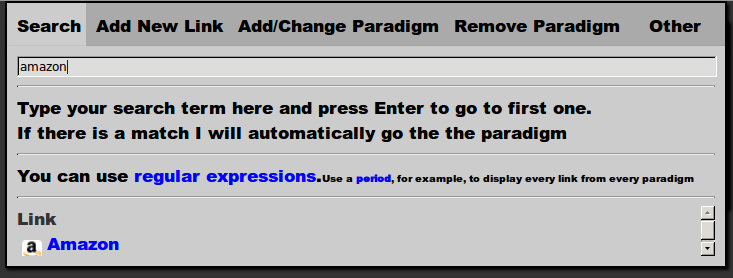 Search Add New Link Add/Change Paradigm Remove Paradigm Other
amazon
Type your search term here and press Enter to go to first one.
If there is a match I will automatically go the the paradigm
You can use regular expressions.Use a period, for example, to display every link from every paradigm
Link
a Amazon